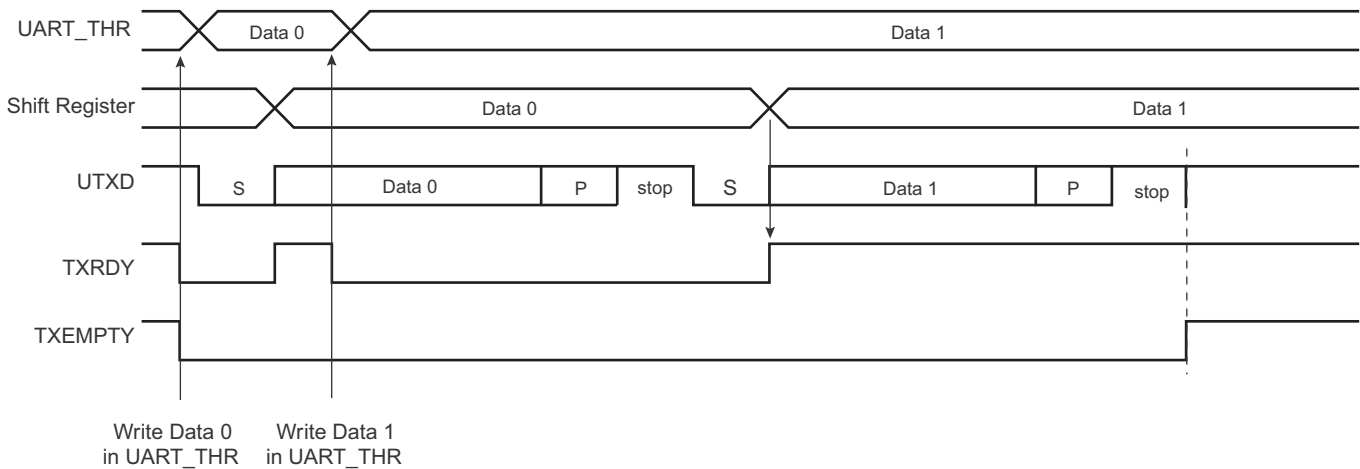 UART_THR
Data 0
Data 1
Shift Register
Data 0
Data 1
UTXD
S
Data 0
P
stop
S
Data 1
P
stop
TXRDY
TXEMPTY
Write Data 0
in UART_THR
Write Data 1
in UART_THR